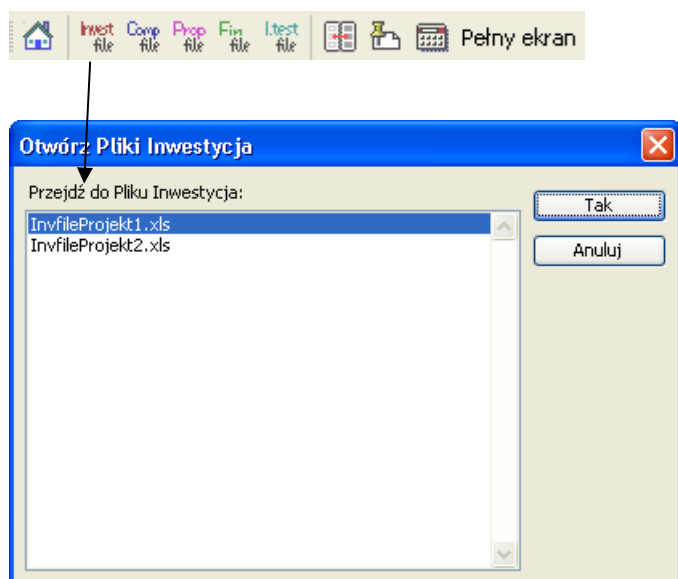 Invest file Comp file Prop file Fin file I.test file Pełny ekran
Otwórz Pliki Inwestycja
Przejdź do Pliku Inwestycja:
Tak
InvfileProjekt1.xls
InvfileProjekt2.xls
Anuluj